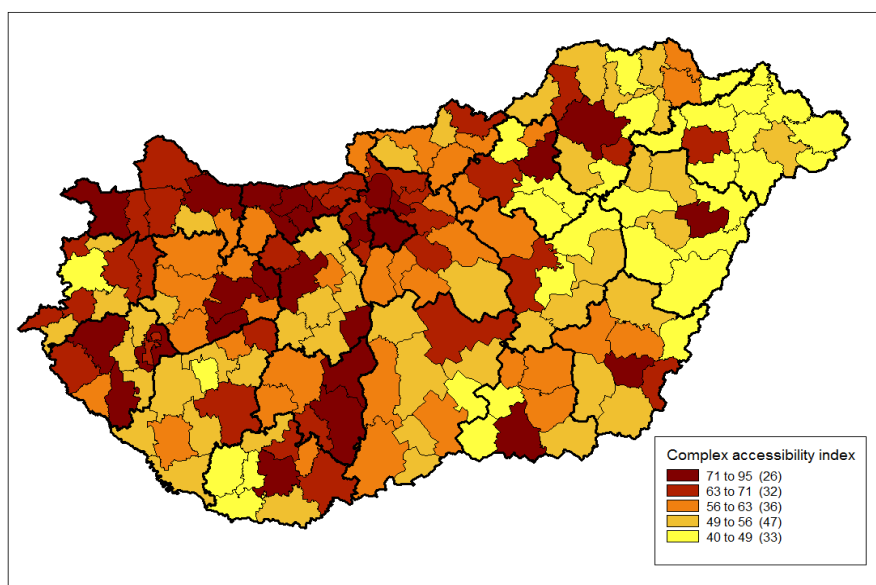 Complex accessibility index
71 to 95 (26)
63 to 71 (32)
56 to 63 (36)
49 to 56 (47)
40 to 49 (33)